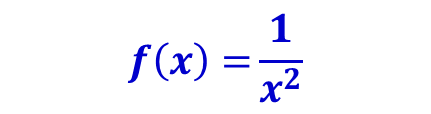 f(x) = 1/x²